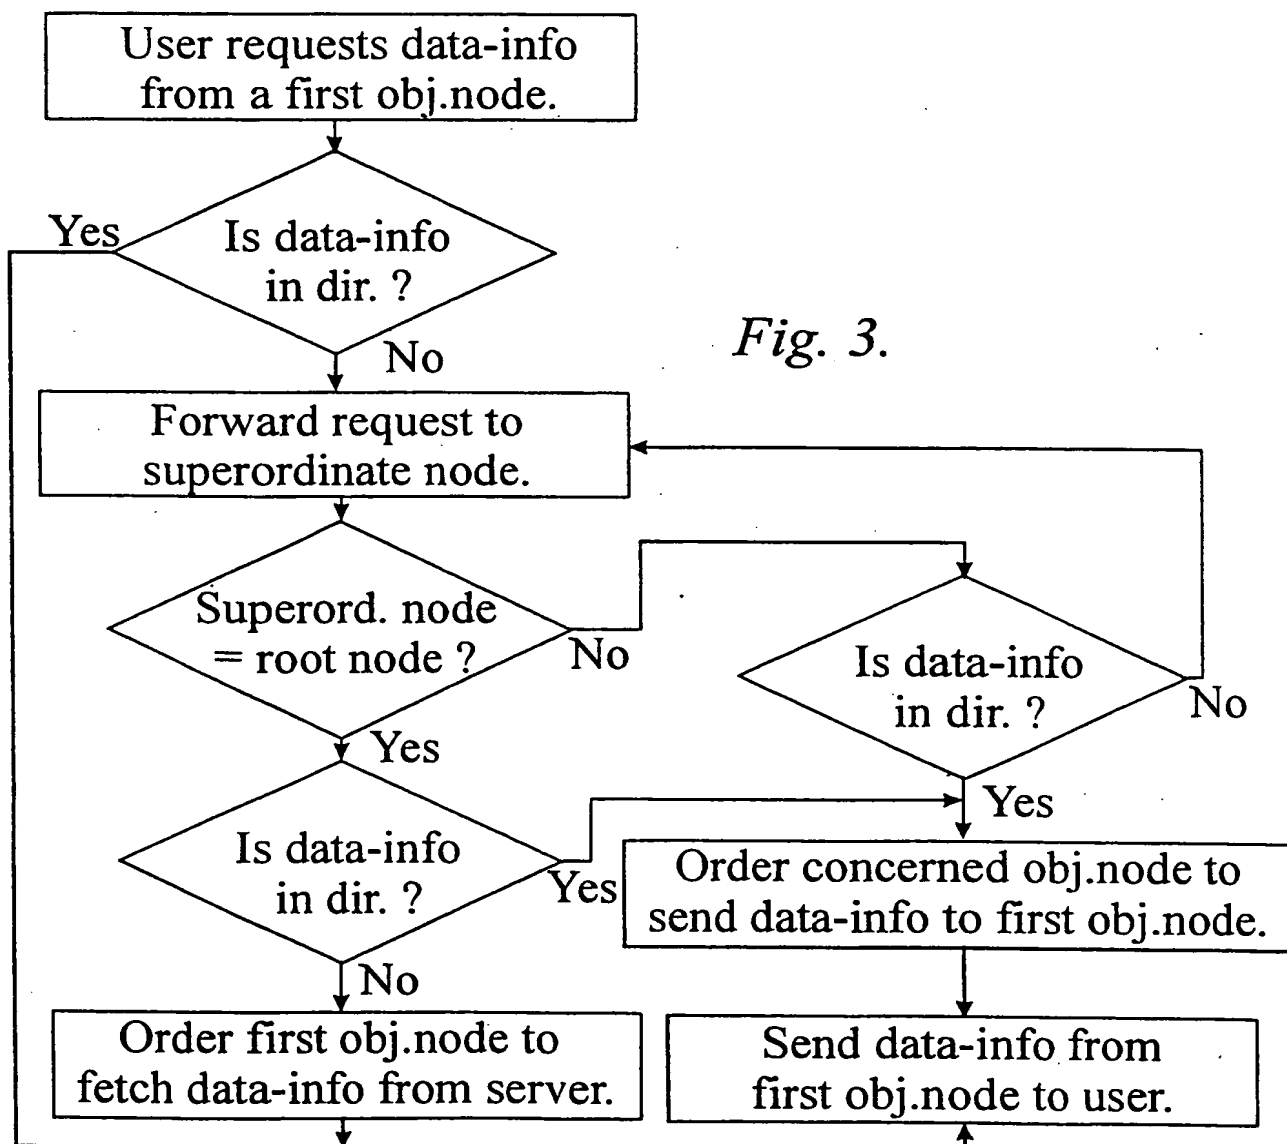 User requests data-info
from a first obj.node.
Yes
Is data-info
in dir. ?
No
Fig. 3.
Forward request to
superordinate node.
Superord. node
= root node ?
No
Is data-info
in dir. ?
No
Yes
Yes
Is data-info
in dir. ?
Yes
Order concerned obj.node to
send data-info to first obj.node.
No
Order first obj.node to
fetch data-info from server.
Send data-info from
first obj.node to user.